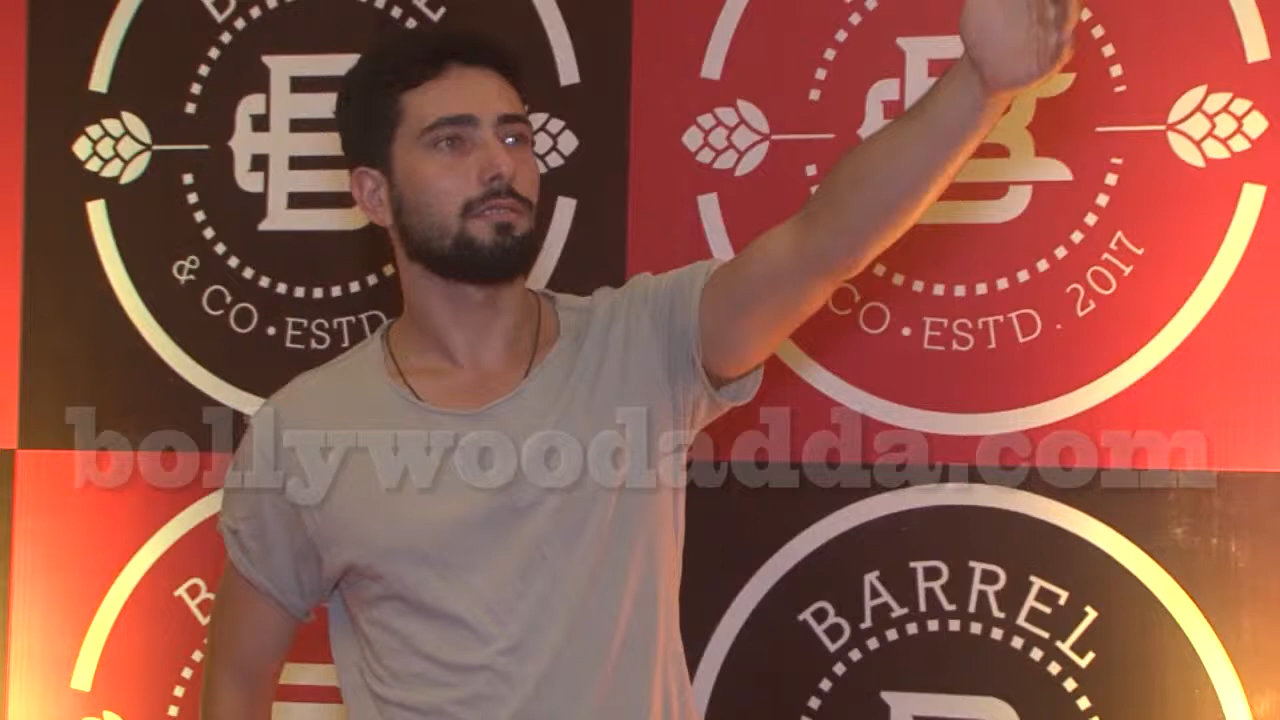 & CO • ESTD
CO • ESTD. 2017
bollywoodadda.com
BARREL